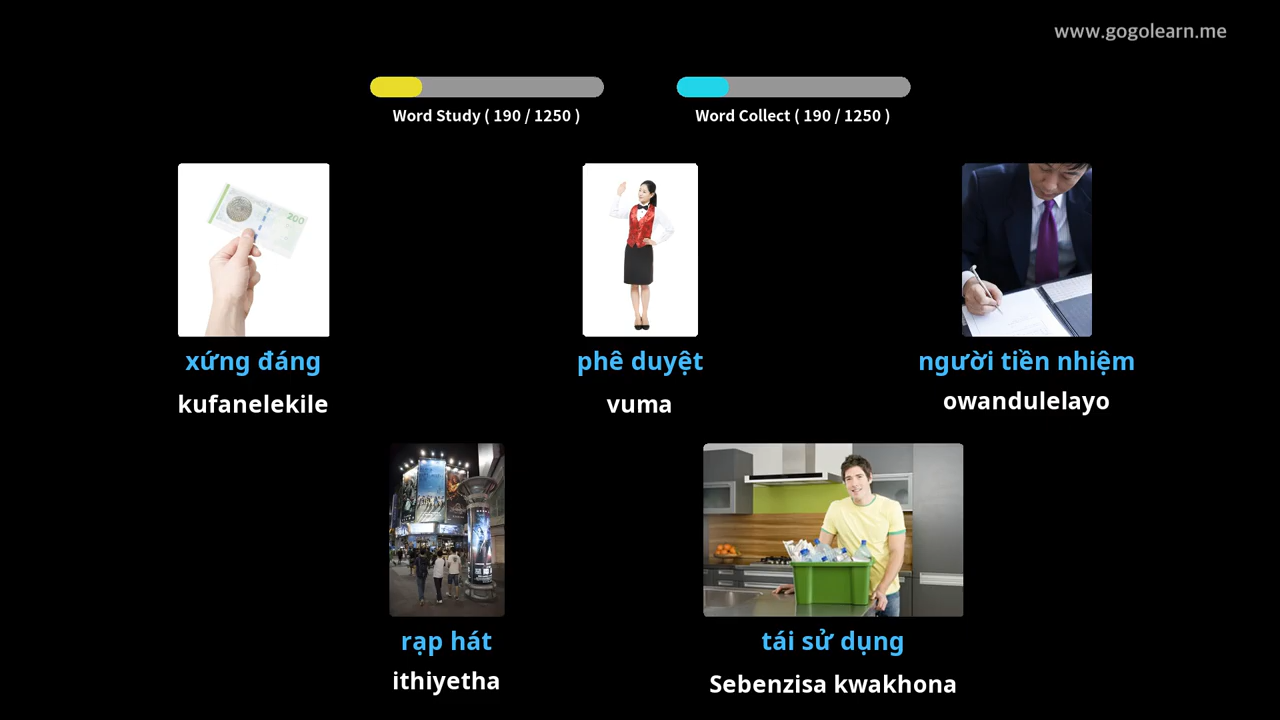 www.gogolearn.me
Word Study ( 190 / 1250 )
Word Collect ( 190 / 1250 )
200
xứng đáng
phê duyệt
người tiền nhiệm
kufanelekile
vuma
owandulelayo
rạp hát
tái sử dụng
ithiyetha
Sebenzisa kwakhona